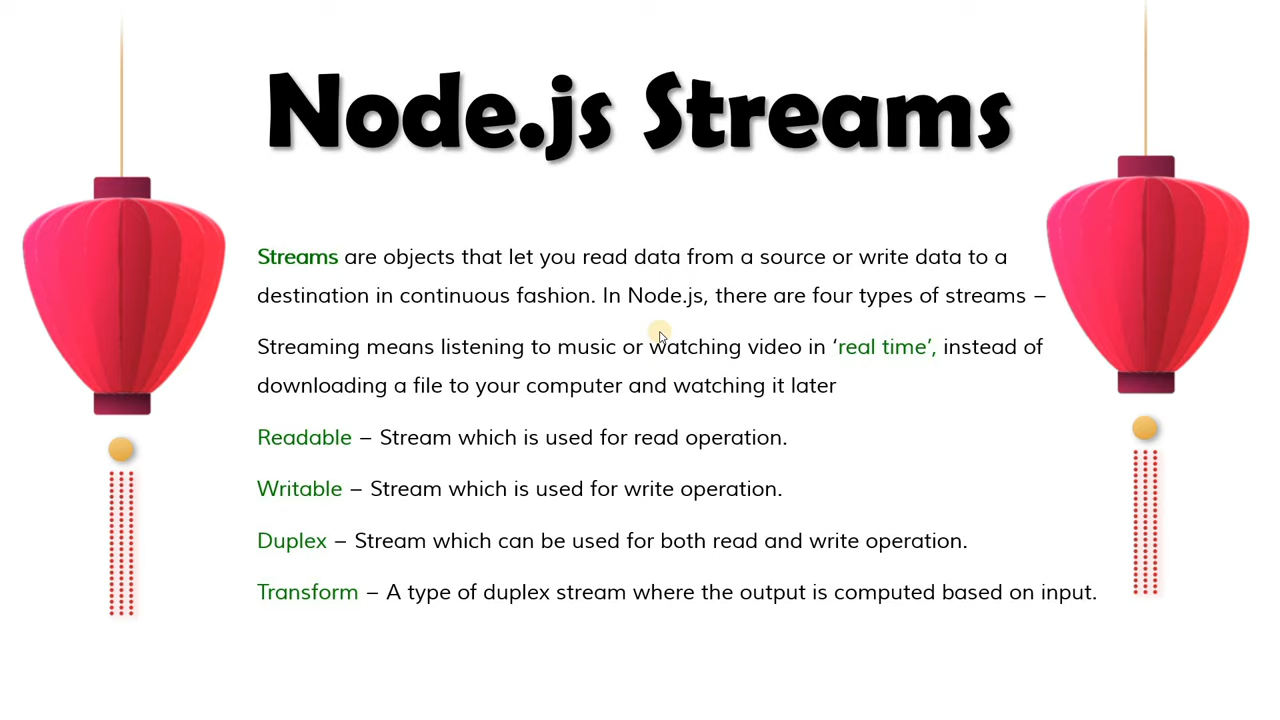 Node.js Streams
Streams are objects that let you read data from a source or write data to a
destination in continuous fashion. In Node.js, there are four types of streams –
Streaming means listening to music or watching video in ‘real time’, instead of
downloading a file to your computer and watching it later
Readable – Stream which is used for read operation.
Writable – Stream which is used for write operation.
Duplex – Stream which can be used for both read and write operation.
Transform – A type of duplex stream where the output is computed based on input.